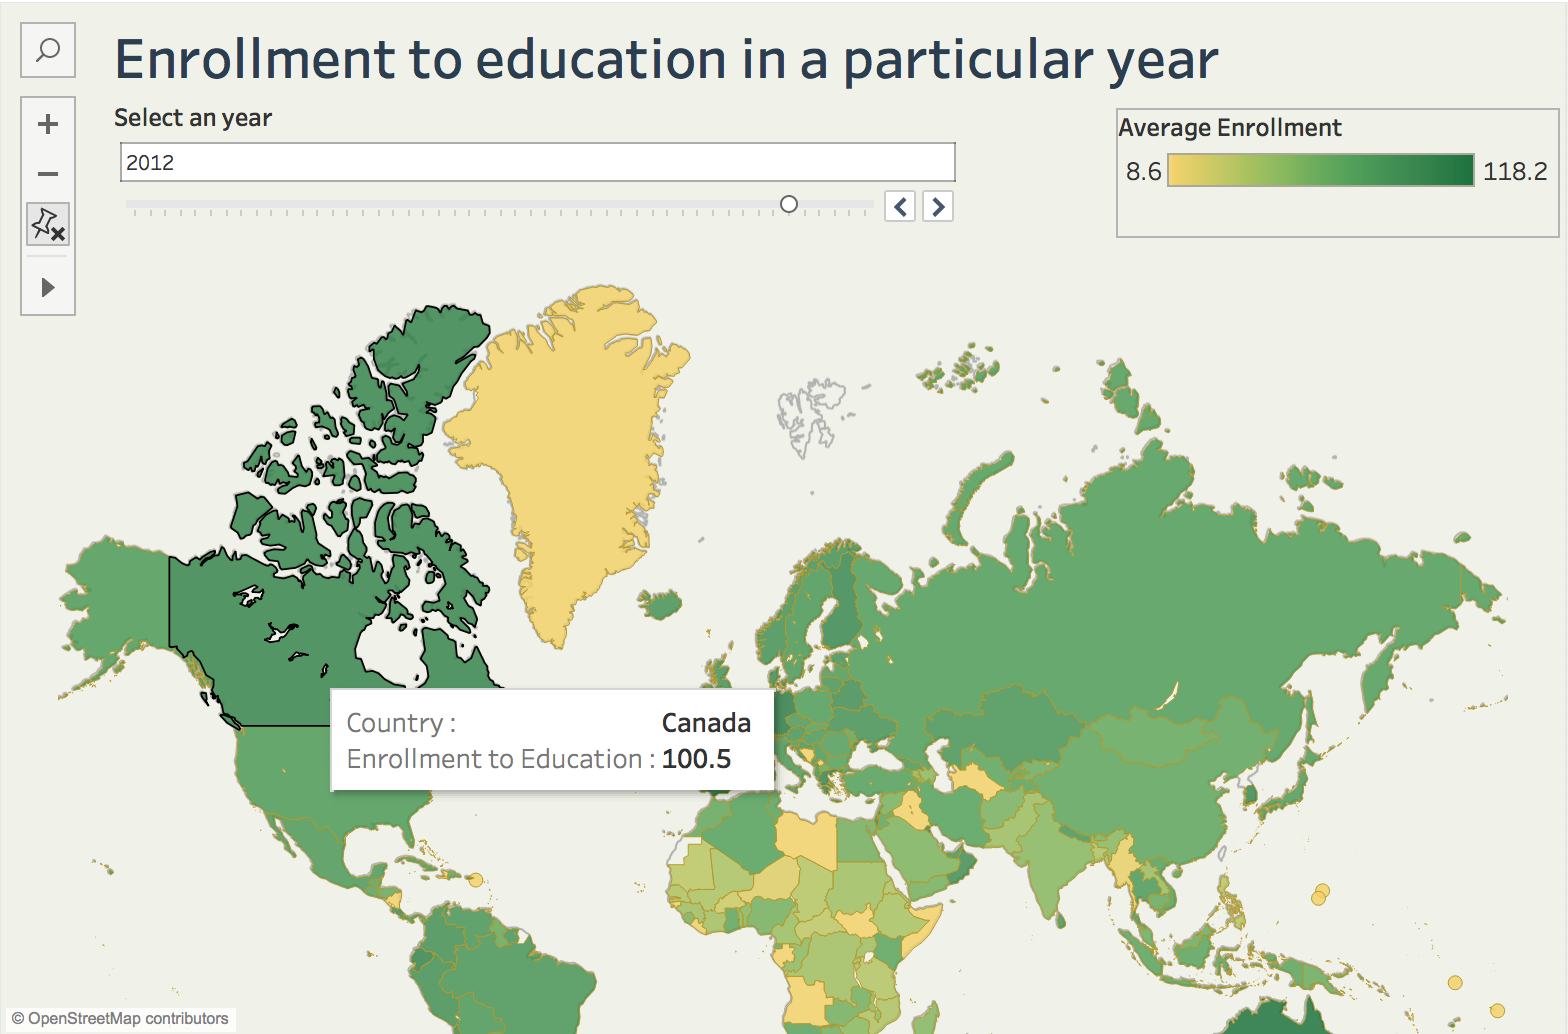 Enrollment to education in a particular year
Select an year
2012
Average Enrollment
8.6 118.2
Country : Canada
Enrollment to Education : 100.5
© OpenStreetMap contributors